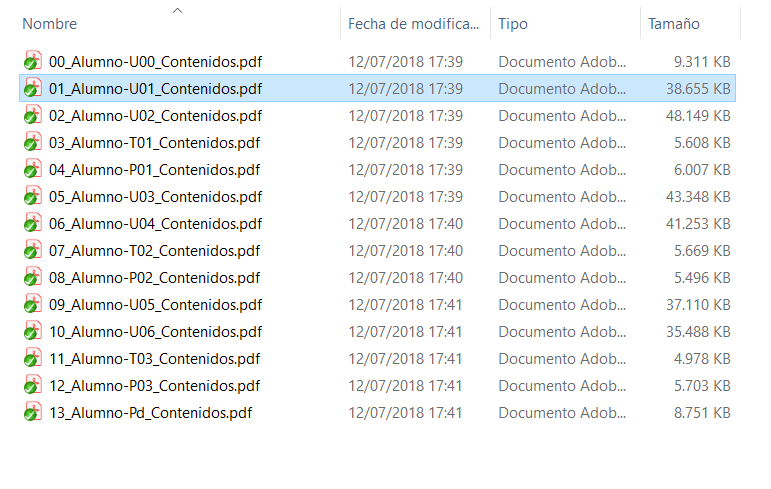 Nombre Fecha de modifica... Tipo Tamaño
00_Alumno-U00_Contenidos.pdf 12/07/2018 17:39 Documento Adob... 9.311 KB
01_Alumno-U01_Contenidos.pdf 12/07/2018 17:39 Documento Adob... 38.655 KB
02_Alumno-U02_Contenidos.pdf 12/07/2018 17:39 Documento Adob... 48.149 KB
03_Alumno-T01_Contenidos.pdf 12/07/2018 17:39 Documento Adob... 5.608 KB
04_Alumno-P01_Contenidos.pdf 12/07/2018 17:39 Documento Adob... 6.007 KB
05_Alumno-U03_Contenidos.pdf 12/07/2018 17:39 Documento Adob... 43.348 KB
06_Alumno-U04_Contenidos.pdf 12/07/2018 17:40 Documento Adob... 41.253 KB
07_Alumno-T02_Contenidos.pdf 12/07/2018 17:40 Documento Adob... 5.669 KB
08_Alumno-P02_Contenidos.pdf 12/07/2018 17:40 Documento Adob... 5.496 KB
09_Alumno-U05_Contenidos.pdf 12/07/2018 17:41 Documento Adob... 37.110 KB
10_Alumno-U06_Contenidos.pdf 12/07/2018 17:41 Documento Adob... 35.488 KB
11_Alumno-T03_Contenidos.pdf 12/07/2018 17:41 Documento Adob... 4.978 KB
12_Alumno-P03_Contenidos.pdf 12/07/2018 17:41 Documento Adob... 5.703 KB
13_Alumno-Pd_Contenidos.pdf 12/07/2018 17:41 Documento Adob... 8.751 KB